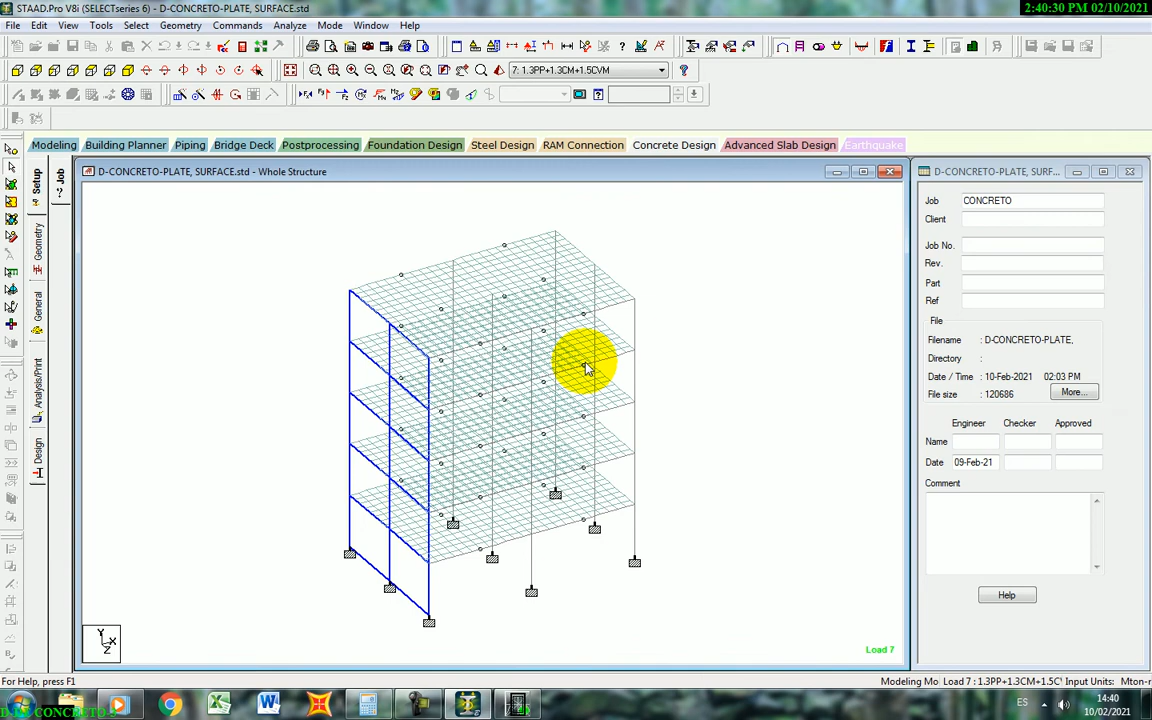 STAAD.Pro V8i (SELECTseries 6) - D-CONCRETO-PLATE, SURFACE.std
2:40:30 PM 02/10/2021
File Edit View Tools Select Geometry Commands Analyze Mode Window Help
7: 1.3PP+1.3CM+1.5CVM
Modeling Building Planner Piping Bridge Deck Postprocessing Foundation Design Steel Design RAM Connection Concrete Design Advanced Slab Design Earthquake
Setup
Job
Geometry
General
Analysis/Print
Design
D-CONCRETO-PLATE, SURFACE.std - Whole Structure
Load 7
Y
X
Z
D-CONCRETO-PLATE, SURF...
Job CONCRETO
Client
Job No.
Rev.
Part
Ref
File
Filename : D-CONCRETO-PLATE,
Directory :
Date / Time : 10-Feb-2021 02:03 PM
File size : 120686
More...
Engineer Checker Approved
Name
Date 09-Feb-21
Comment
Help
For Help, press F1
Modeling Mo Load 7 : 1.3PP+1.3CM+1.5CV Input Units: Mton-r
ES
14:40
10/02/2021